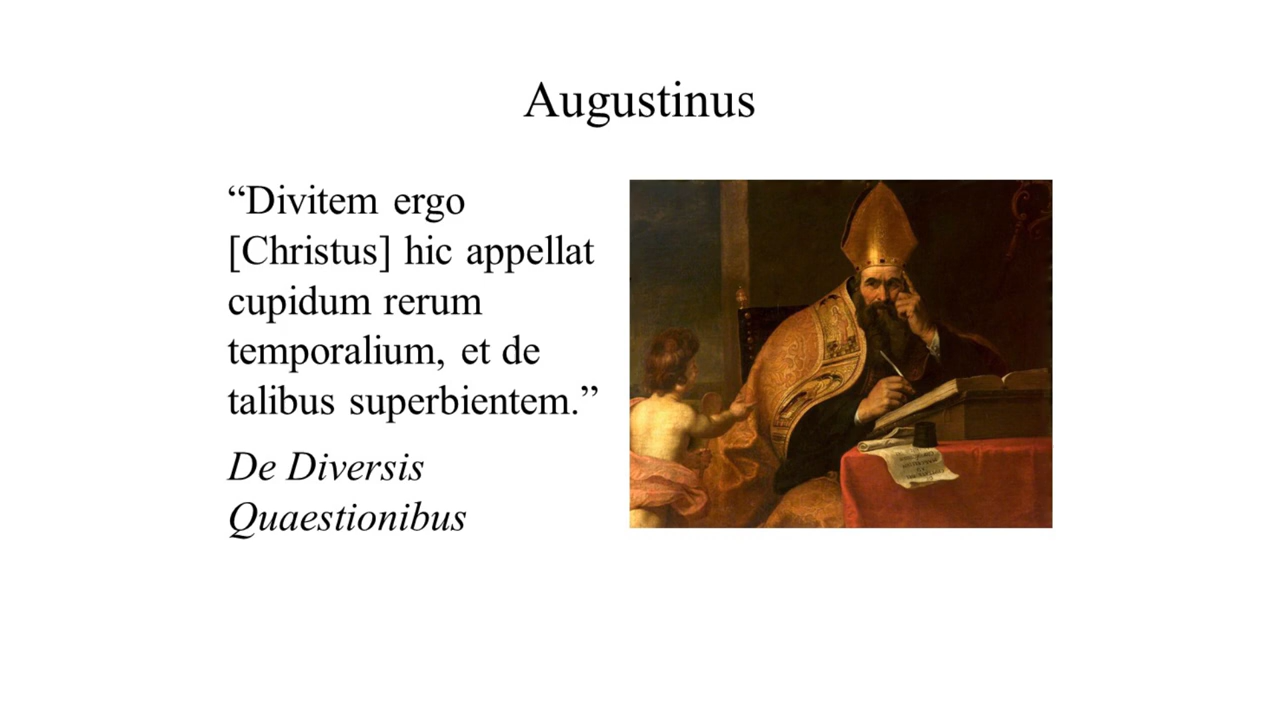 Augustinus
“Divitem ergo
[Christus] hic appellat
cupidum rerum
temporalium, et de
talibus superbientem.”
De Diversis
Quaestionibus